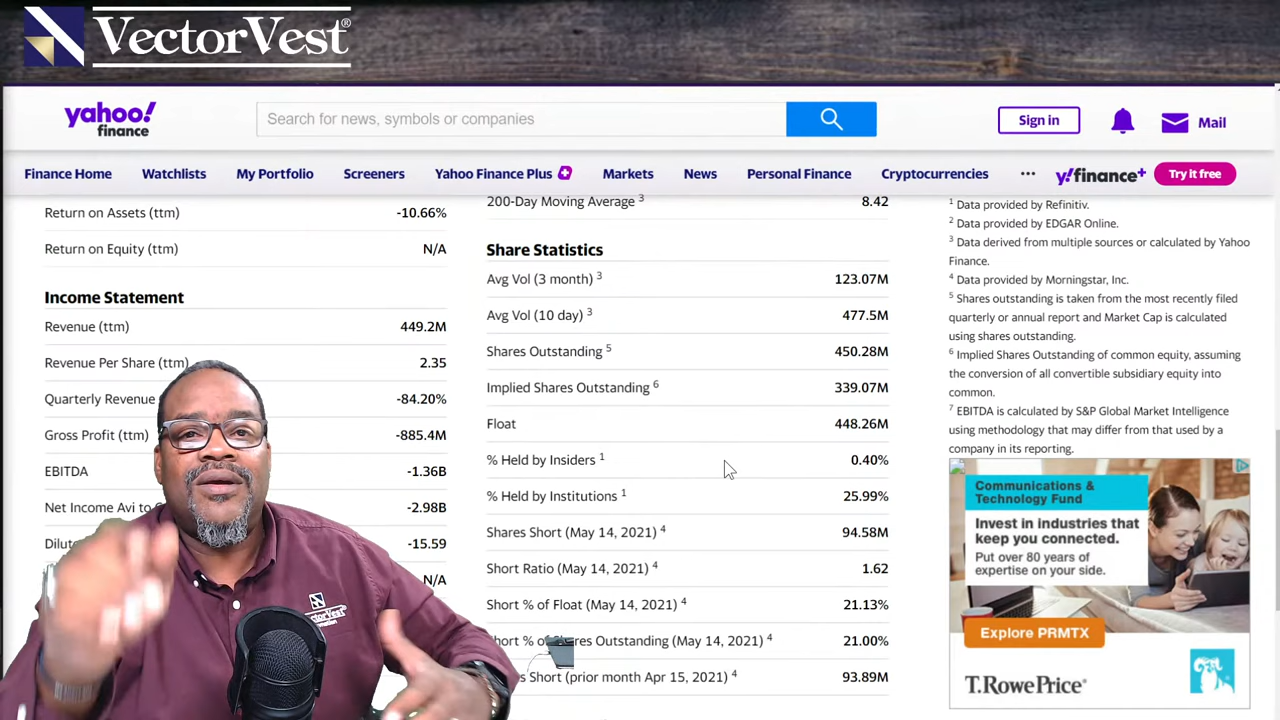 VectorVest®
yahoo!
finance
Search for news, symbols or companies
Sign in
Mail
Finance Home
Watchlists
My Portfolio
Screeners
Yahoo Finance Plus
Markets
News
Personal Finance
Cryptocurrencies
...
y!finance+
Try it free
Return on Assets (ttm) -10.66%
Return on Equity (ttm) N/A
Income Statement
Revenue (ttm) 449.2M
Revenue Per Share (ttm) 2.35
Quarterly Revenue -84.20%
Gross Profit (ttm) -885.4M
EBITDA -1.36B
Net Income Avi to -2.98B
-15.59
N/A
200-Day Moving Average 3 8.42
Share Statistics
Avg Vol (3 month) 3 123.07M
Avg Vol (10 day) 3 477.5M
Shares Outstanding 5 450.28M
Implied Shares Outstanding 6 339.07M
Float 448.26M
% Held by Insiders 1 0.40%
% Held by Institutions 1 25.99%
Shares Short (May 14, 2021) 4 94.58M
Short Ratio (May 14, 2021) 4 1.62
Short % of Float (May 14, 2021) 4 21.13%
% of Outstanding (May 14, 2021) 4 21.00%
Short (prior month Apr 15, 2021) 4 93.89M
1 Data provided by Refinitiv.
2 Data provided by EDGAR Online.
3 Data derived from multiple sources or calculated by Yahoo
Finance.
4 Data provided by Morningstar, Inc.
5 Shares outstanding is taken from the most recently filed
quarterly or annual report and Market Cap is calculated
using shares outstanding.
6 Implied Shares Outstanding of common equity, assuming
the conversion of all convertible subsidiary equity into
common.
7 EBITDA is calculated by S&P Global Market Intelligence
using methodology that may differ from that used by a
company in its reporting.
Communications &
Technology Fund
Invest in industries that
keep you connected.
Put over 80 years of
expertise on your side.
Explore PRMTX
T.RowePrice
VectorVest